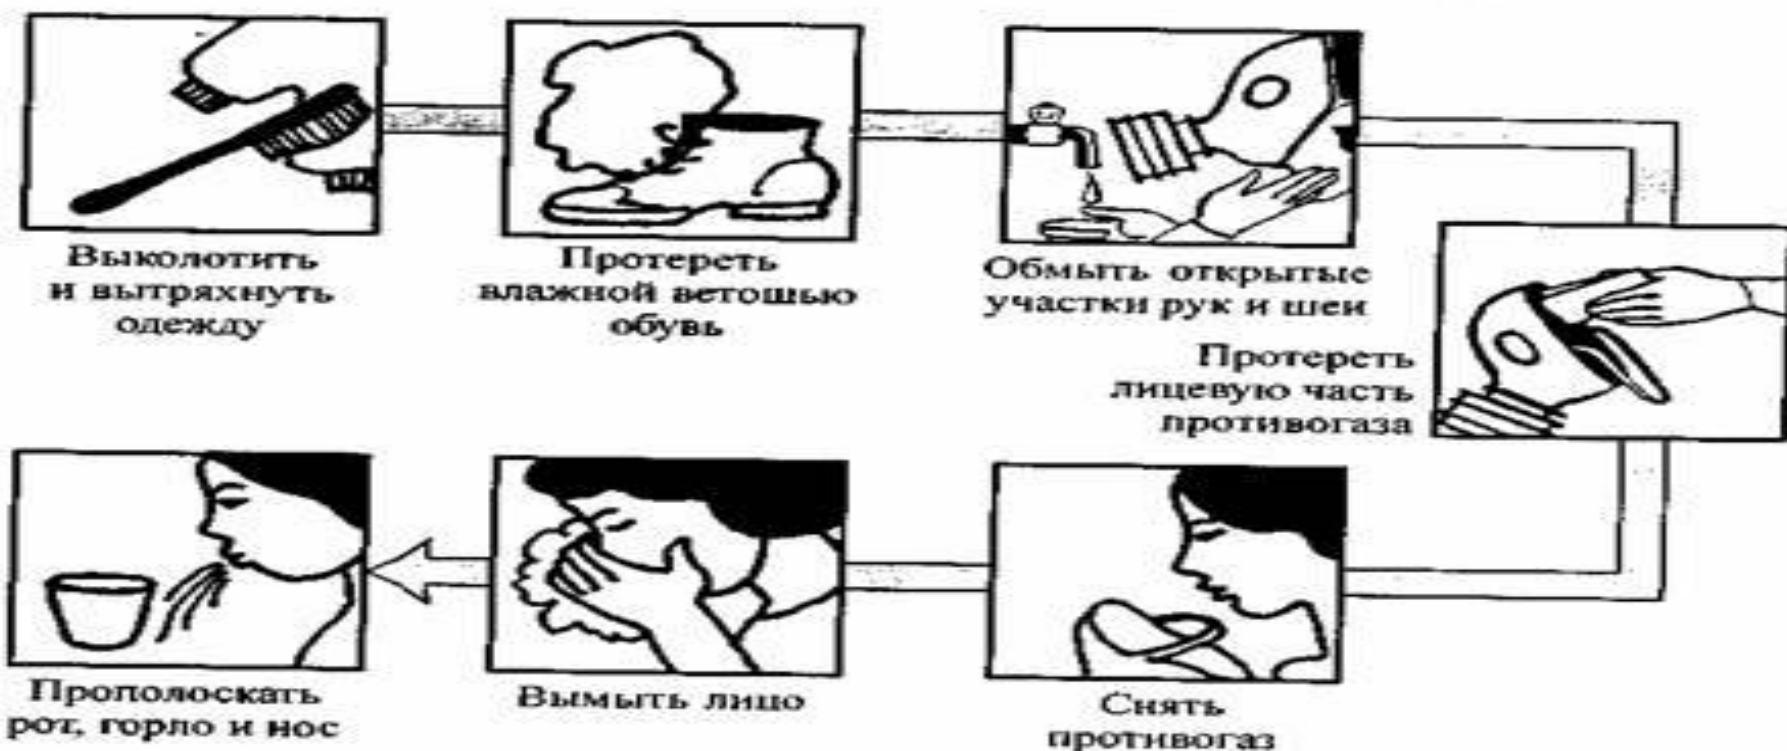 Выколотить
и вытряхнуть
одежду
Протереть
влажной ветошью
обувь
Обмыть открытые
участки рук и шеи
Протереть
лицевую часть
противогаза
Снять
противогаз
Вымыть лицо
Прополоскать
рот, горло и нос